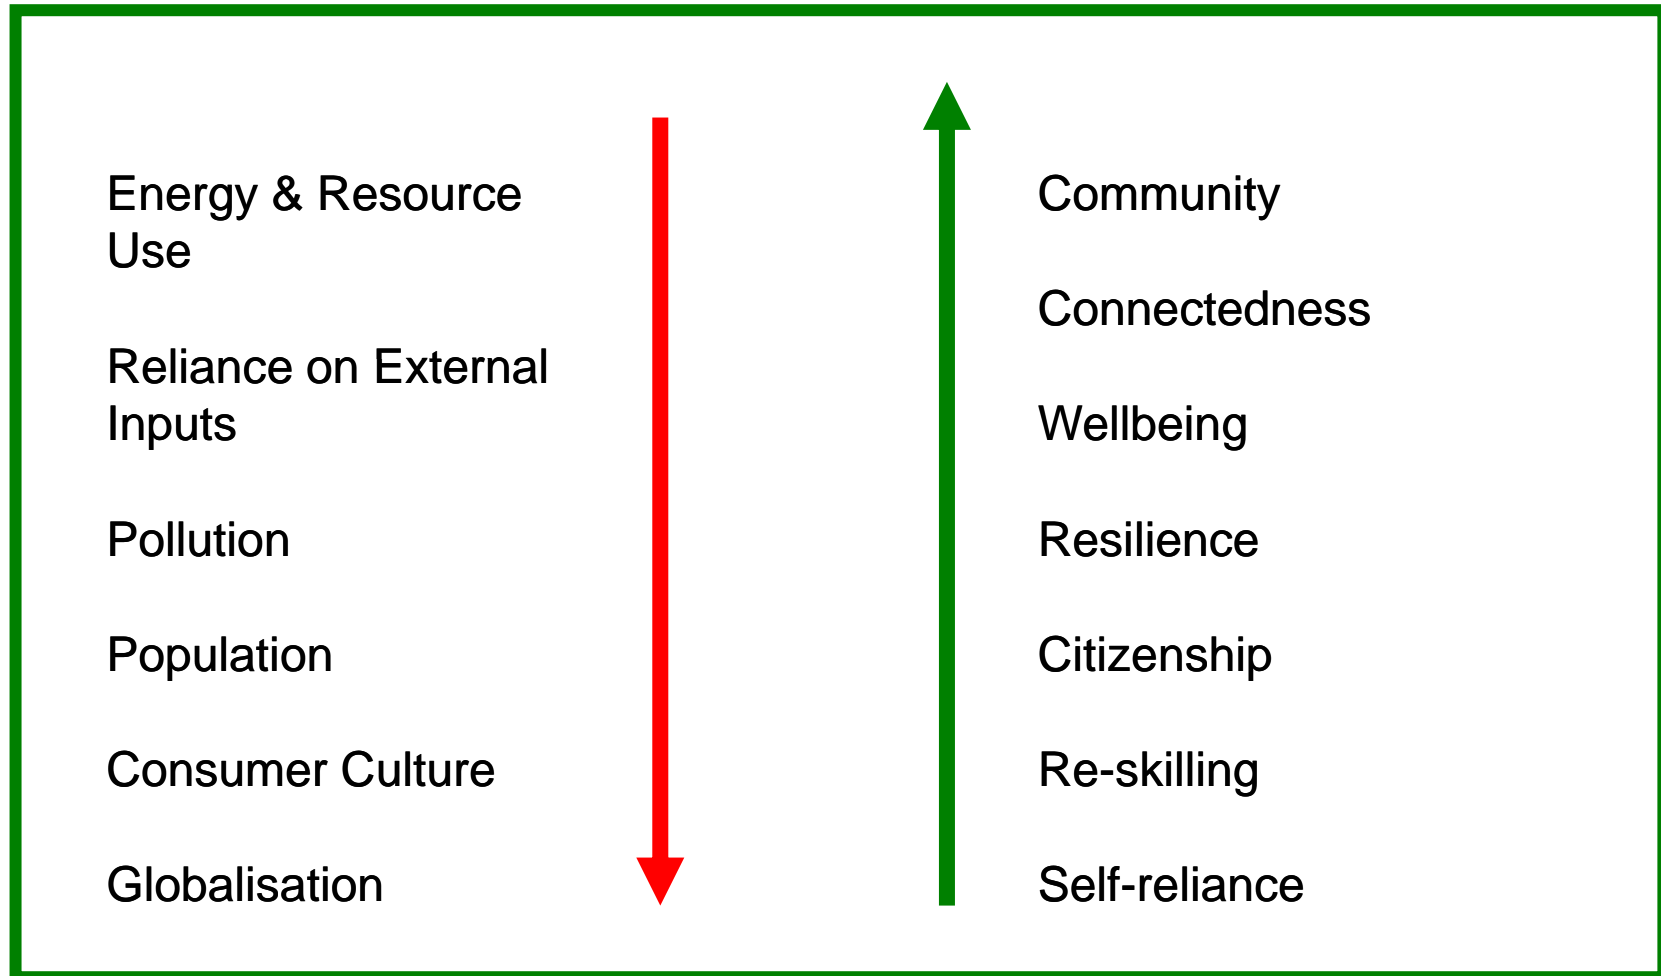 Energy & Resource
Use
Reliance on External
Inputs
Pollution
Population
Consumer Culture
Globalisation
Community
Connectedness
Wellbeing
Resilience
Citizenship
Re-skilling
Self-reliance